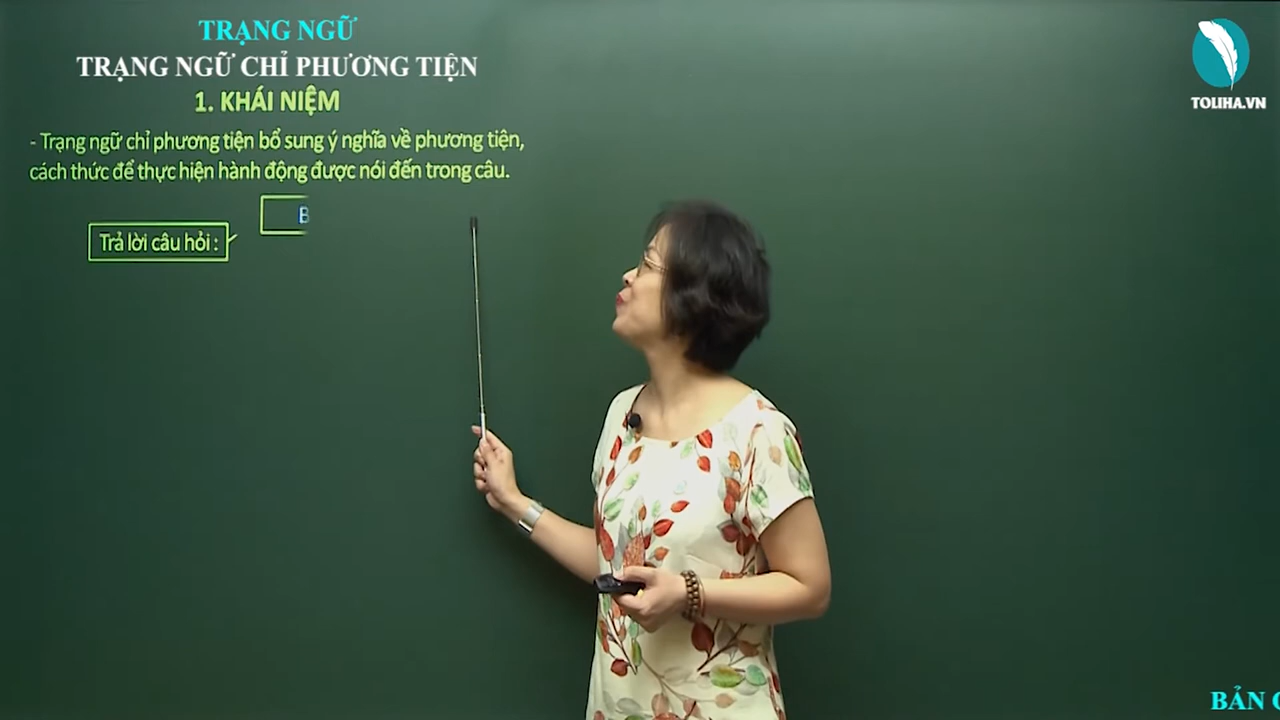 TRẠNG NGỮ
TRẠNG NGỮ CHỈ PHƯƠNG TIỆN
1. KHÁI NIỆM
- Trạng ngữ chỉ phương tiện bổ sung ý nghĩa về phương tiện,
cách thức để thực hiện hành động được nói đến trong câu.
B
Trả lời câu hỏi :
TOLIHA.VN
BẢN